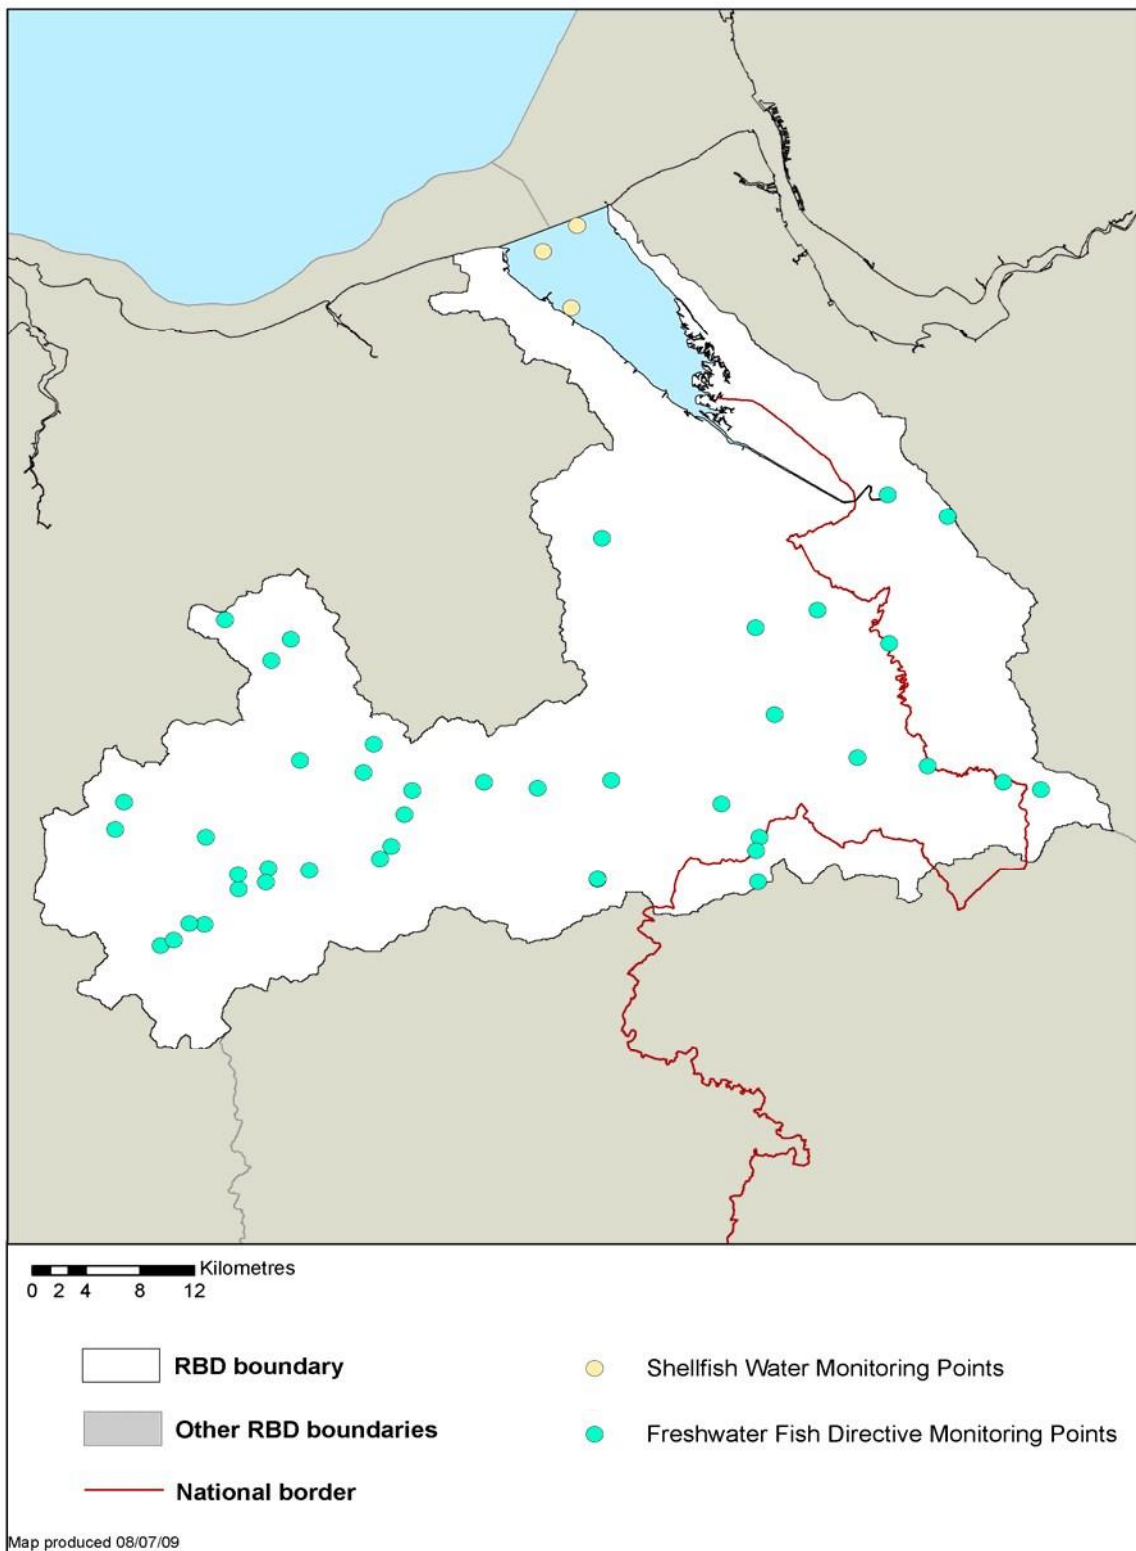 Kilometres
0 2 4 8 12
RBD boundary
Shellfish Water Monitoring Points
Other RBD boundaries
Freshwater Fish Directive Monitoring Points
National border
Map produced 08/07/09